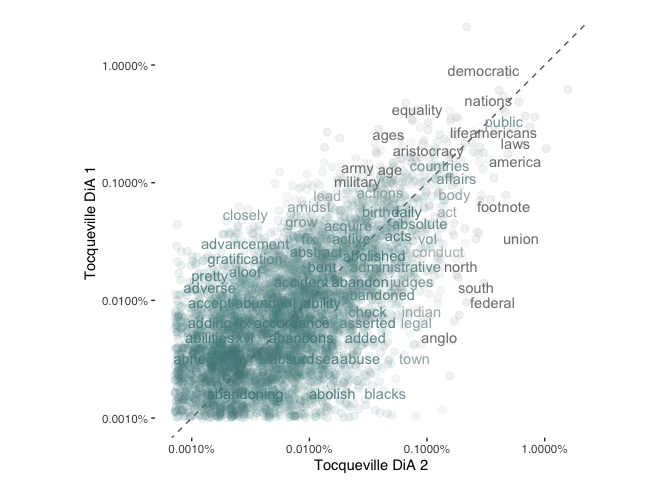 democratic
1.0000%
nations
equality
public
ages
lifeamericans
laws
aristocracy
america
countries
army age
affairs
0.1000%
military
actions
lead
body
amidst
footnote
closely
birth daily
act
grow
acquire
absolute
fix active
acts vol
union
advancement
abstract
conduct
gratification
abolished
bent
administrative north
pretty aloof
accident abandon judges
adverse
south
abandoned
0.0100%
accept abundant ability
federal
check indian
adding
accordance asserted legal
abilities xvi abandons added
anglo
absurd sea abuse town
abandoning abolish blacks
0.0010%
0.0010% 0.0100% 0.1000% 1.0000%
Tocqueville DiA 2
Tocqueville DiA 1